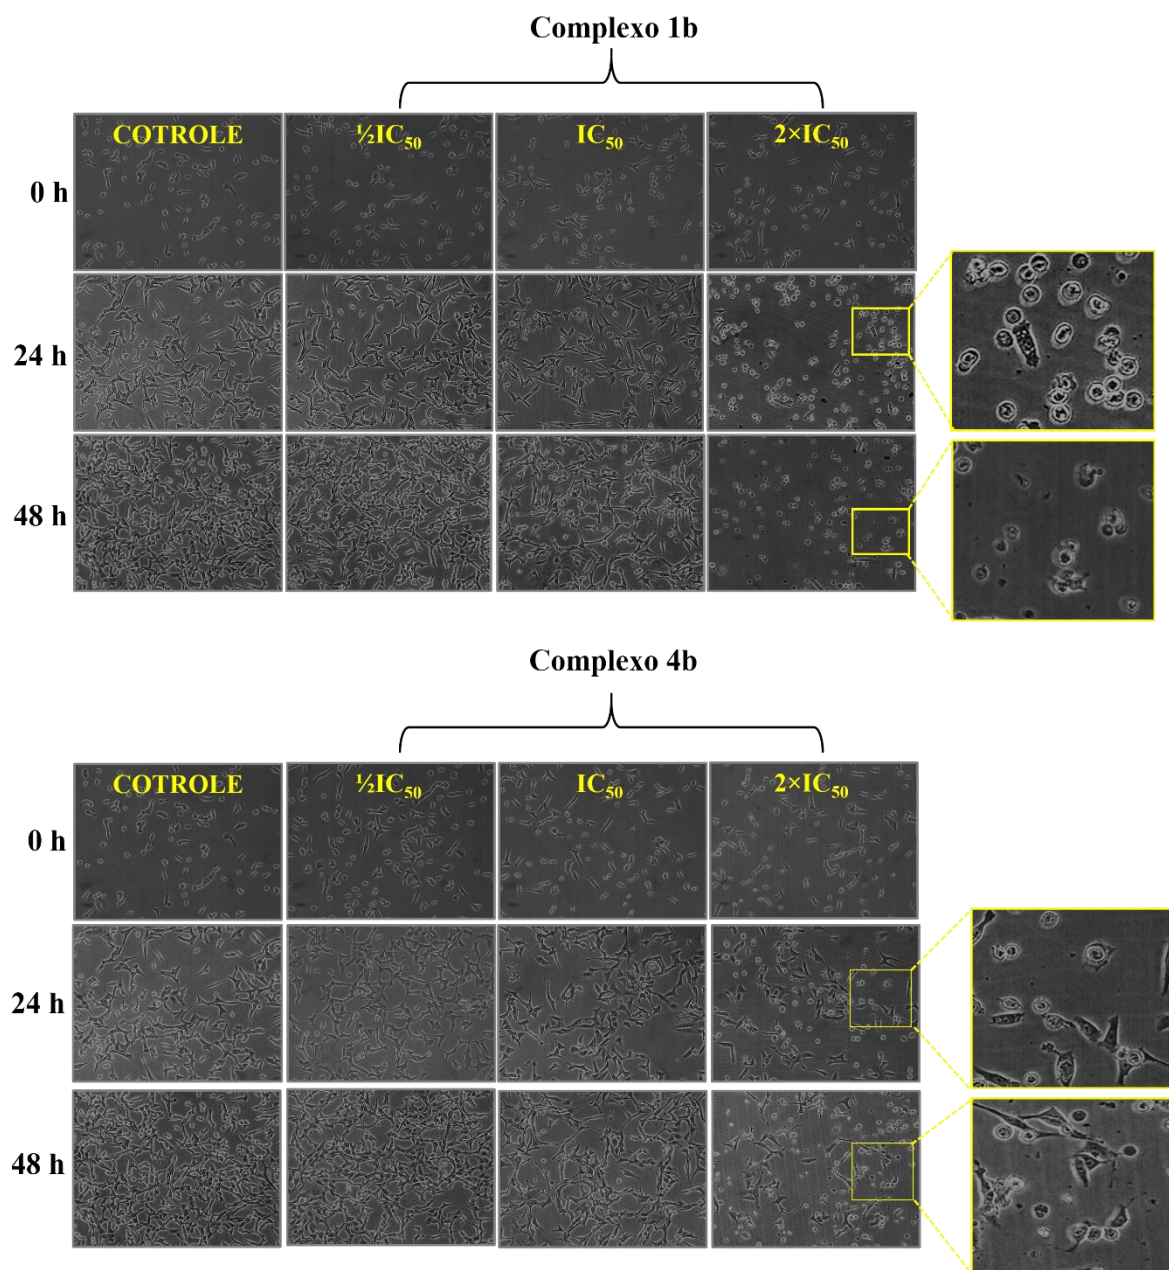 Complexo 1b
COTROLE ½IC₅₀ IC₅₀ 2×IC₅₀
0 h
24 h
48 h
Complexo 4b
COTROLE ½IC₅₀ IC₅₀ 2×IC₅₀
0 h
24 h
48 h